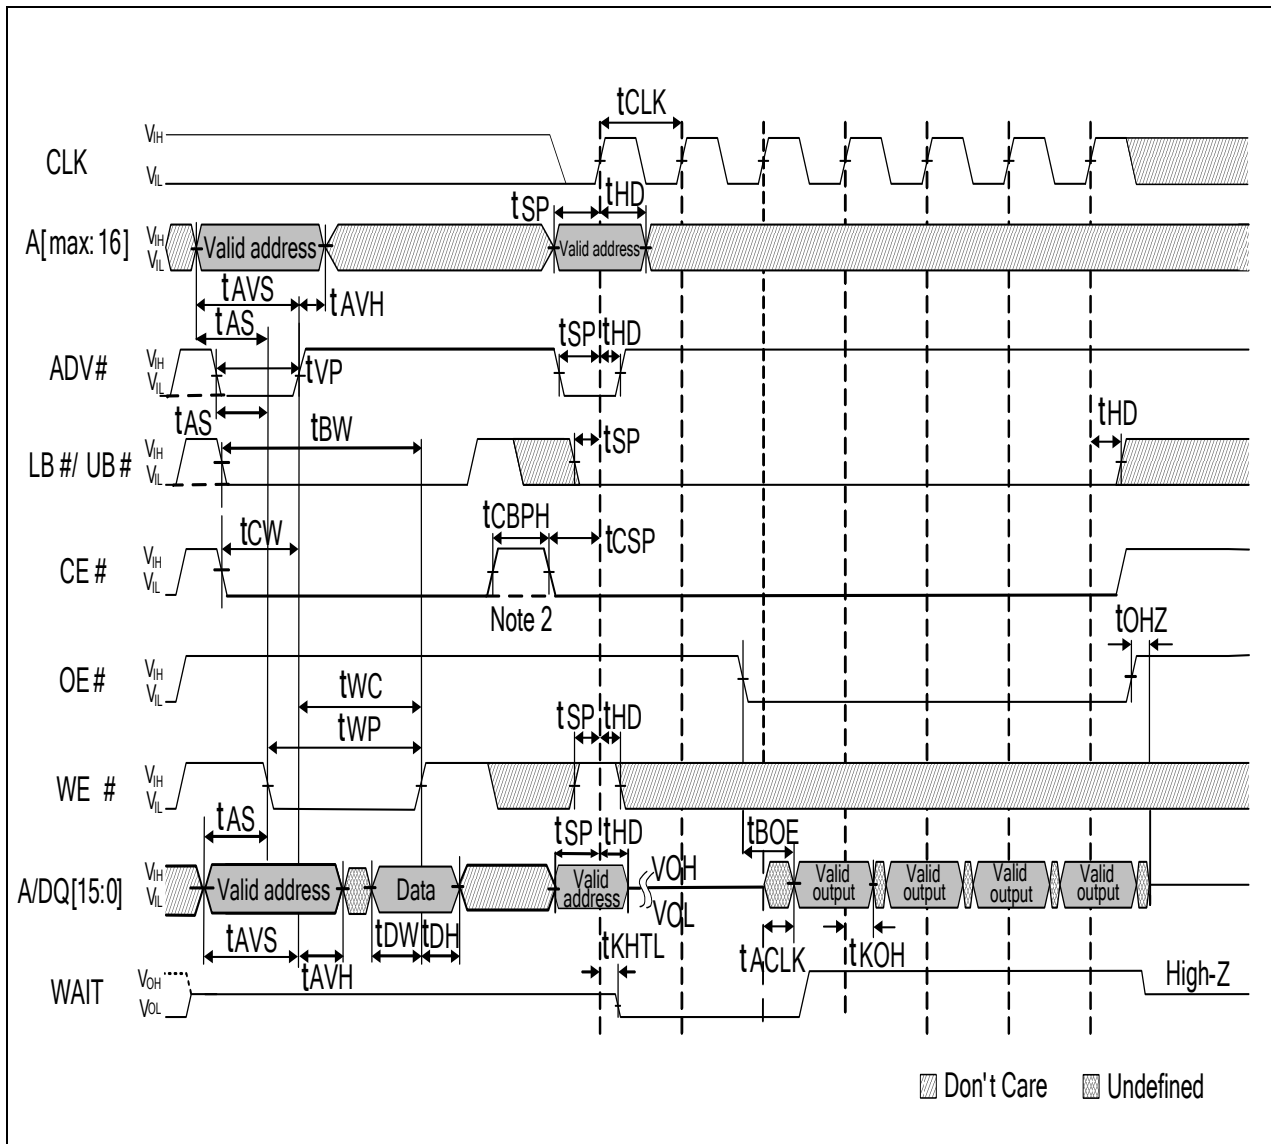 tCLK
CLK
VIH
VIL
tSP
tHD
A[max: 16]
VIH
VIL
Valid address
Valid address
tAVS
tAVH
tAS
tSP
tHD
ADV#
VIH
VIL
tVP
tAS
tBW
tHD
LB #/ UB #
VIH
VIL
tSP
tCBPH
tCW
tCSP
CE #
VIH
VIL
Note 2
tOHZ
OE #
VIH
VIL
tWC
tWP
tSP
tHD
WE #
VIH
VIL
tAS
tSP
tHD
tBOE
A/DQ[15:0]
VIH
VIL
Valid address
Data
Valid
address
VOH
VOL
Valid
output
Valid
output
Valid
output
Valid
output
tAVS
tAVH
tDW
tDH
tKHTL
tACLK
tKOH
WAIT
VOH
VOL
High-Z
Don't Care
Undefined